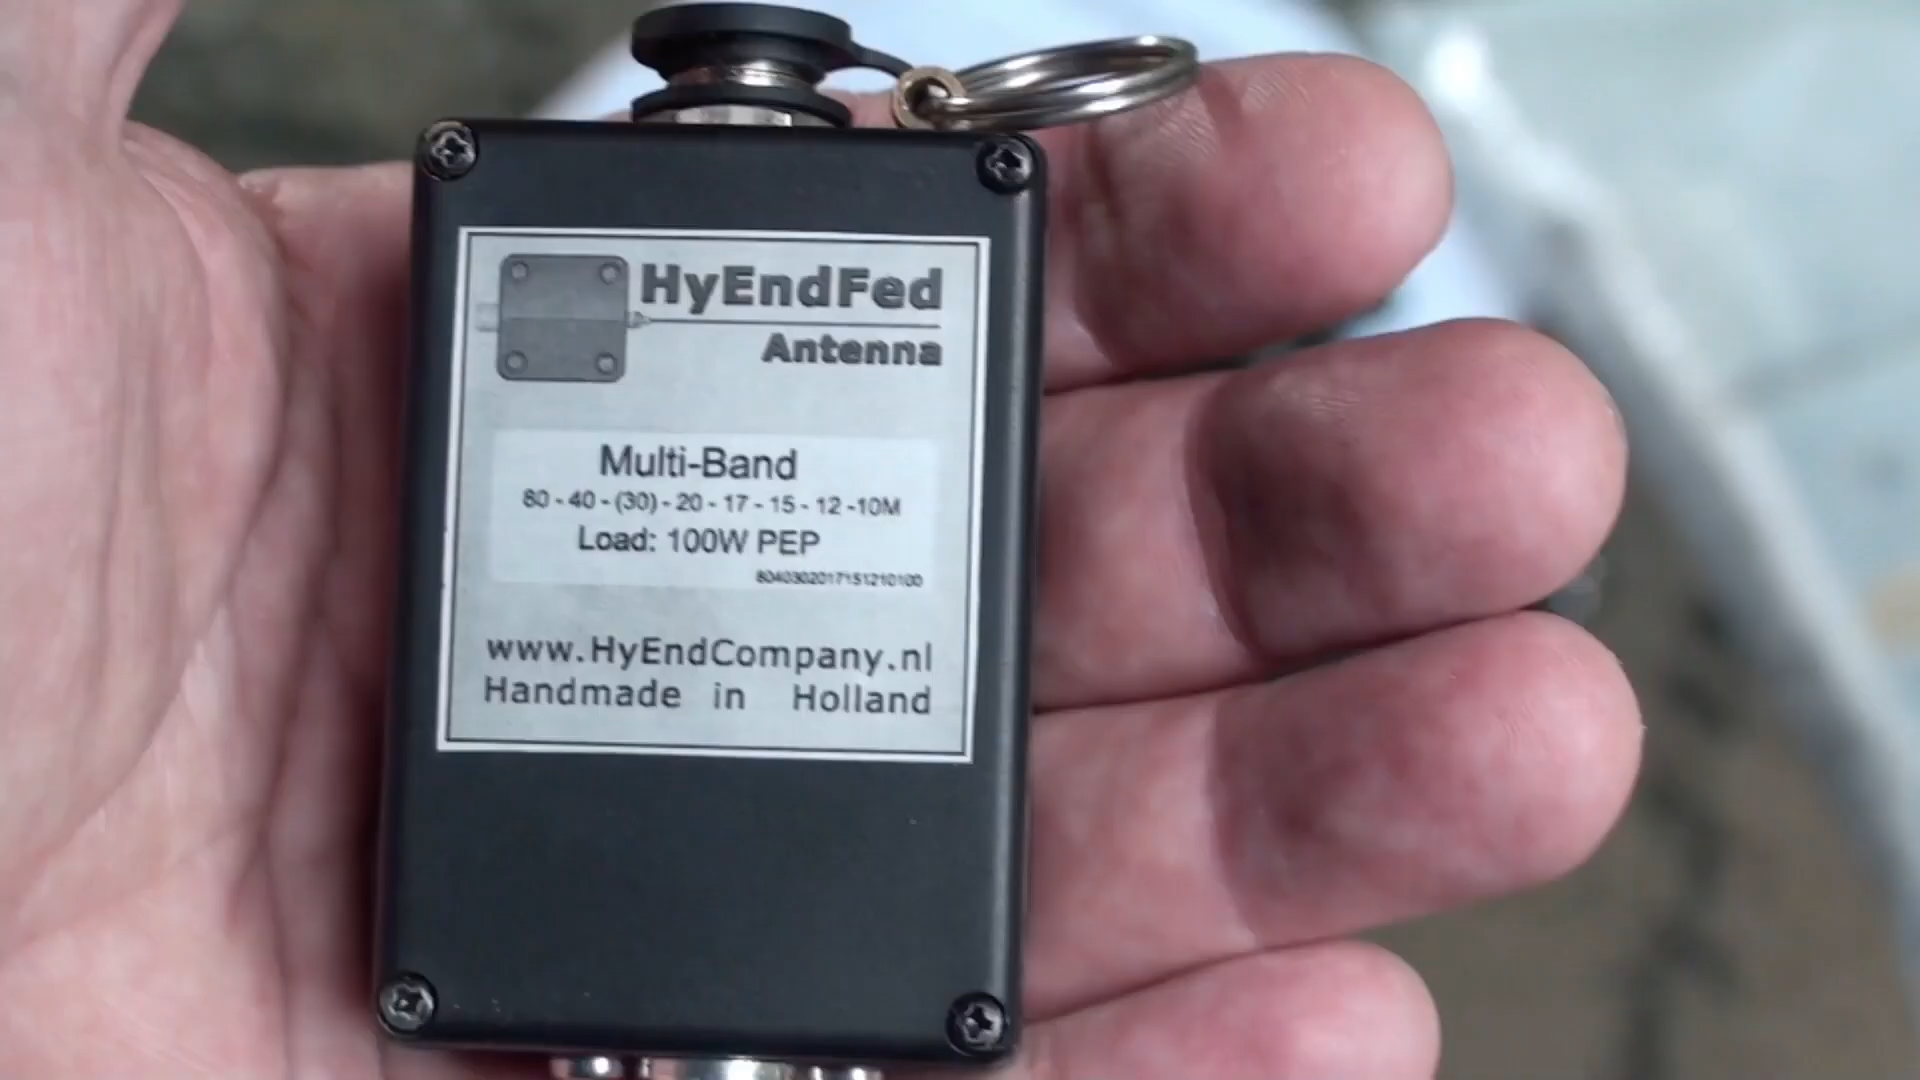 HyEndFed
Antenna
Multi-Band
80 - 40 - (30) - 20 - 17 - 15 - 12 -10M
Load: 100W PEP
8040302017151210100
www.HyEndCompany.nl
Handmade in Holland